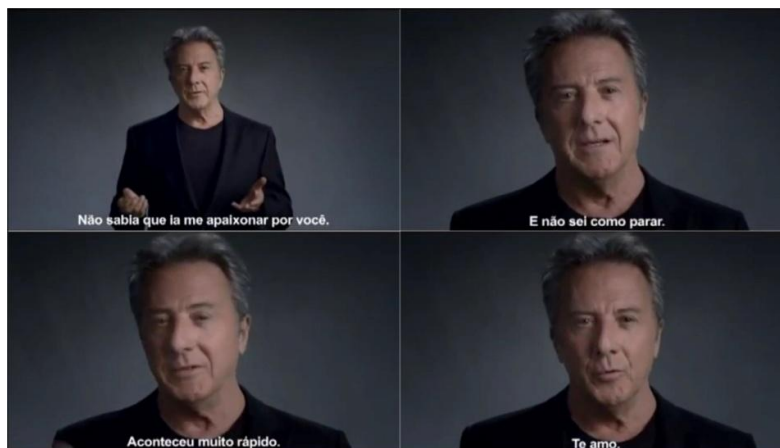 Não sabia que ia me apaixonar por você.
E não sei como parar.
Aconteceu muito rápido.
Te amo.